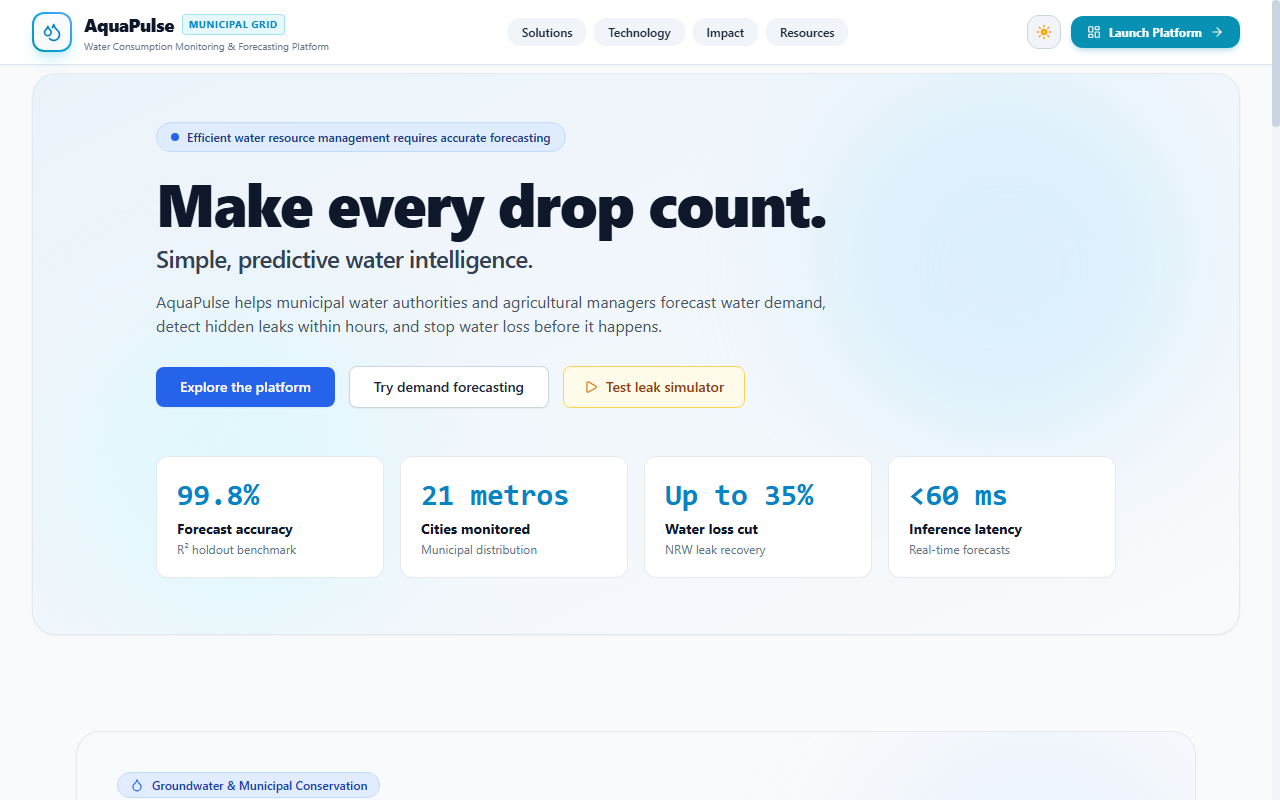 AquaPulse
MUNICIPAL GRID
Water Consumption Monitoring & Forecasting Platform
Solutions
Technology
Impact
Resources
Launch Platform
Efficient water resource management requires accurate forecasting
Make every drop count.
Simple, predictive water intelligence.
AquaPulse helps municipal water authorities and agricultural managers forecast water demand,
detect hidden leaks within hours, and stop water loss before it happens.
Explore the platform
Try demand forecasting
Test leak simulator
99.8%
Forecast accuracy
R² holdout benchmark
21 metros
Cities monitored
Municipal distribution
Up to 35%
Water loss cut
NRW leak recovery
<60 ms
Inference latency
Real-time forecasts
Groundwater & Municipal Conservation